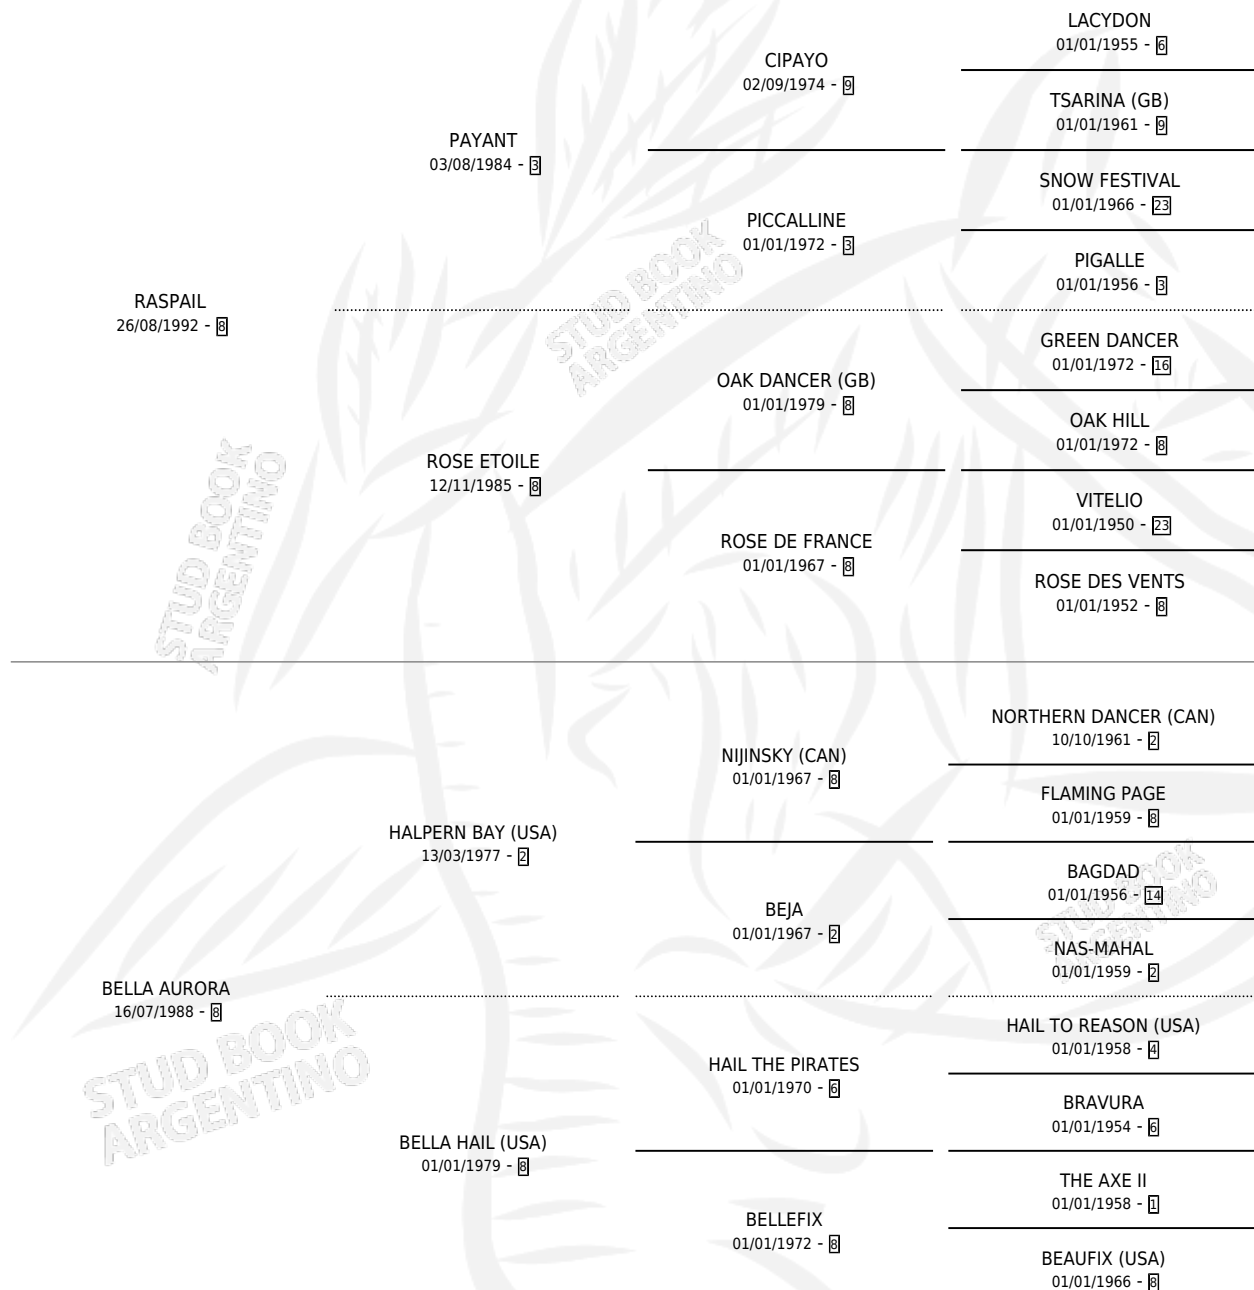 LACYDON
01/01/1955 - 6
CIPAYO
02/09/1974 - 9
TSARINA (GB)
01/01/1961 - 9
PAYANT
03/08/1984 - 3
SNOW FESTIVAL
01/01/1966 - 23
PICCALLINE
01/01/1972 - 3
PIGALLE
01/01/1956 - 3
RASPAIL
26/08/1992 - 8
GREEN DANCER
01/01/1972 - 16
OAK DANCER (GB)
01/01/1979 - 8
OAK HILL
01/01/1972 - 8
ROSE ETOILE
12/11/1985 - 8
VITELIO
01/01/1950 - 23
ROSE DE FRANCE
01/01/1967 - 8
ROSE DES VENTS
01/01/1952 - 8
STUD BOOK
ARGENTINO
STUD BOOK
ARGENTINO
NORTHERN DANCER (CAN)
10/10/1961 - 2
NIJINSKY (CAN)
01/01/1967 - 8
FLAMING PAGE
01/01/1959 - 8
HALPERN BAY (USA)
13/03/1977 - 2
BAGDAD
01/01/1956 - 14
BEJA
01/01/1967 - 2
NAS-MAHAL
01/01/1959 - 2
BELLA AURORA
16/07/1988 - 8
HAIL TO REASON (USA)
01/01/1958 - 4
HAIL THE PIRATES
01/01/1970 - 6
BRAVURA
01/01/1954 - 6
BELLA HAIL (USA)
01/01/1979 - 8
THE AXE II
01/01/1958 - 1
BELLEFIX
01/01/1972 - 8
BEAUFIX (USA)
01/01/1966 - 8
STUD BOOK
ARGENTINO
STUD BOOK
ARGENTINO